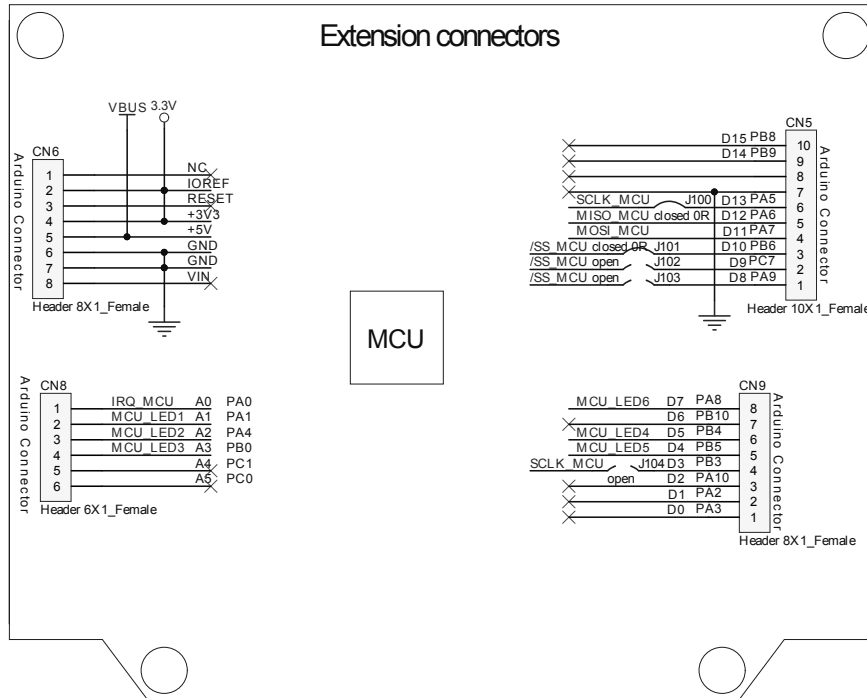 Extension connectors
VBUS 3.3V
CN6
Arduino Connector
1 NC
2 IOREF
3 RESET
4 +3V3
5 +5V
6 GND
7 GND
8 VIN
Header 8X1_Female
CN5
Arduino Connector
D15 PB8 10
D14 PB9 9
8
7
SCLK_MCU J100 D13 PA5 6
MISO_MCU closed 0R D12 PA6 5
MOSI_MCU D11 PA7 4
/SS_MCU closed 0R J101 D10 PB6 3
/SS_MCU open J102 D9 PC7 2
/SS_MCU open J103 D8 PA9 1
Header 10X1_Female
MCU
CN8
Arduino Connector
1 IRQ_MCU A0 PA0
2 MCU_LED1 A1 PA1
3 MCU_LED2 A2 PA4
4 MCU_LED3 A3 PB0
5 A4 PC1
6 A5 PC0
Header 6X1_Female
CN9
Arduino Connector
MCU_LED6 D7 PA8 8
D6 PB10 7
MCU_LED4 D5 PB4 6
MCU_LED5 D4 PB5 5
SCLK_MCU J104 D3 PB3 4
open D2 PA10 3
D1 PA2 2
D0 PA3 1
Header 8X1_Female